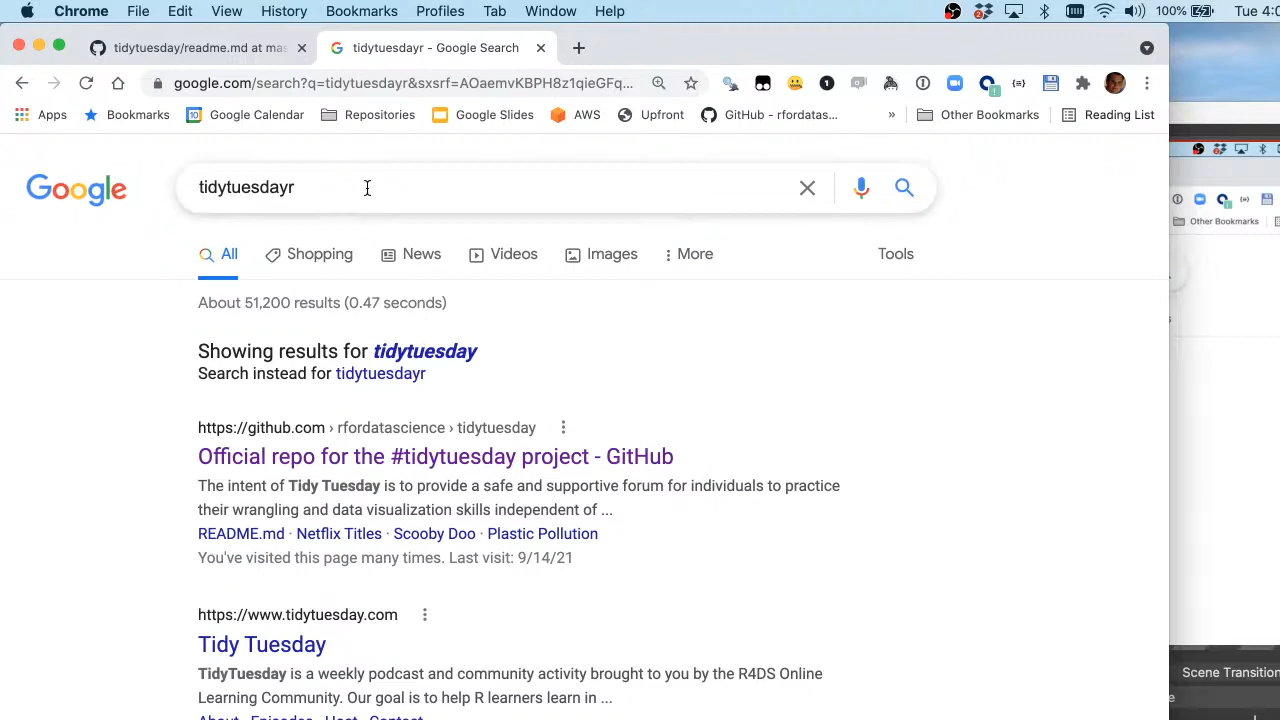 Chrome File Edit View History Bookmarks Profiles Tab Window Help 100% Tue 4:0
tidytuesday/readme.md at mas
tidytuesdayr - Google Search
google.com/search?q=tidytuesdayr&sxsrf=AOaemvKBPH8z1qieGFq...
Apps Bookmarks Google Calendar Repositories Google Slides AWS Upfront GitHub - rfordatas... » Other Bookmarks Reading List
Other Bookmarks
Google
tidytuesdayr
All Shopping News Videos Images More Tools
About 51,200 results (0.47 seconds)
Showing results for tidytuesday
Search instead for tidytuesdayr
https://github.com › rfordatascience › tidytuesday
Official repo for the #tidytuesday project - GitHub
The intent of Tidy Tuesday is to provide a safe and supportive forum for individuals to practice
their wrangling and data visualization skills independent of ...
README.md · Netflix Titles · Scooby Doo · Plastic Pollution
You've visited this page many times. Last visit: 9/14/21
https://www.tidytuesday.com
Tidy Tuesday
TidyTuesday is a weekly podcast and community activity brought to you by the R4DS Online
Learning Community. Our goal is to help R learners learn in ...
About · Episodes · Host · Contact
Scene Transition